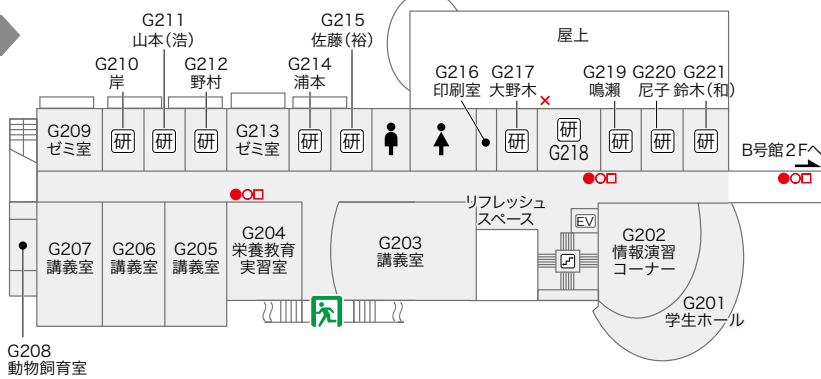 G211
山本(浩)
G215
佐藤(裕)
屋上
G210
岸
G212
野村
G214
浦本
G216
印刷室
G217
大野木
G219
鳴瀬
G220
尼子
G221
鈴木(和)
G209
ゼミ室
研
研
研
G213
ゼミ室
研
研
研
研
G218
研
研
研
B号館2Fへ
リフレッシュ
スペース
EV
G207
講義室
G206
講義室
G205
講義室
G204
栄養教育
実習室
G203
講義室
G202
情報演習
コーナー
G201
学生ホール
G208
動物飼育室